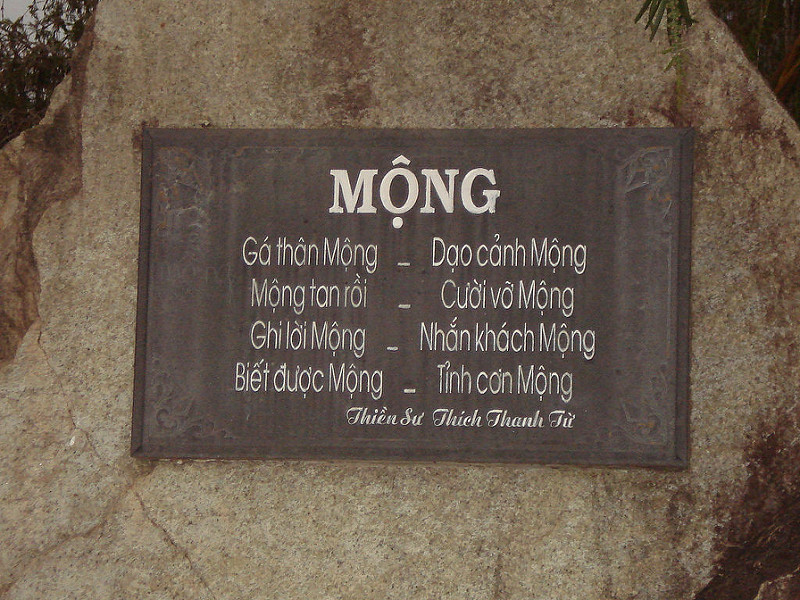 MỘNG
Gá thân Mộng - Dạo cảnh Mộng
Mộng tan rồi - Cười vỡ Mộng
Ghi lời Mộng - Nhắn khách Mộng
Biết được Mộng - Tỉnh cơn Mộng
Thiền Sư Thích Thanh Từ